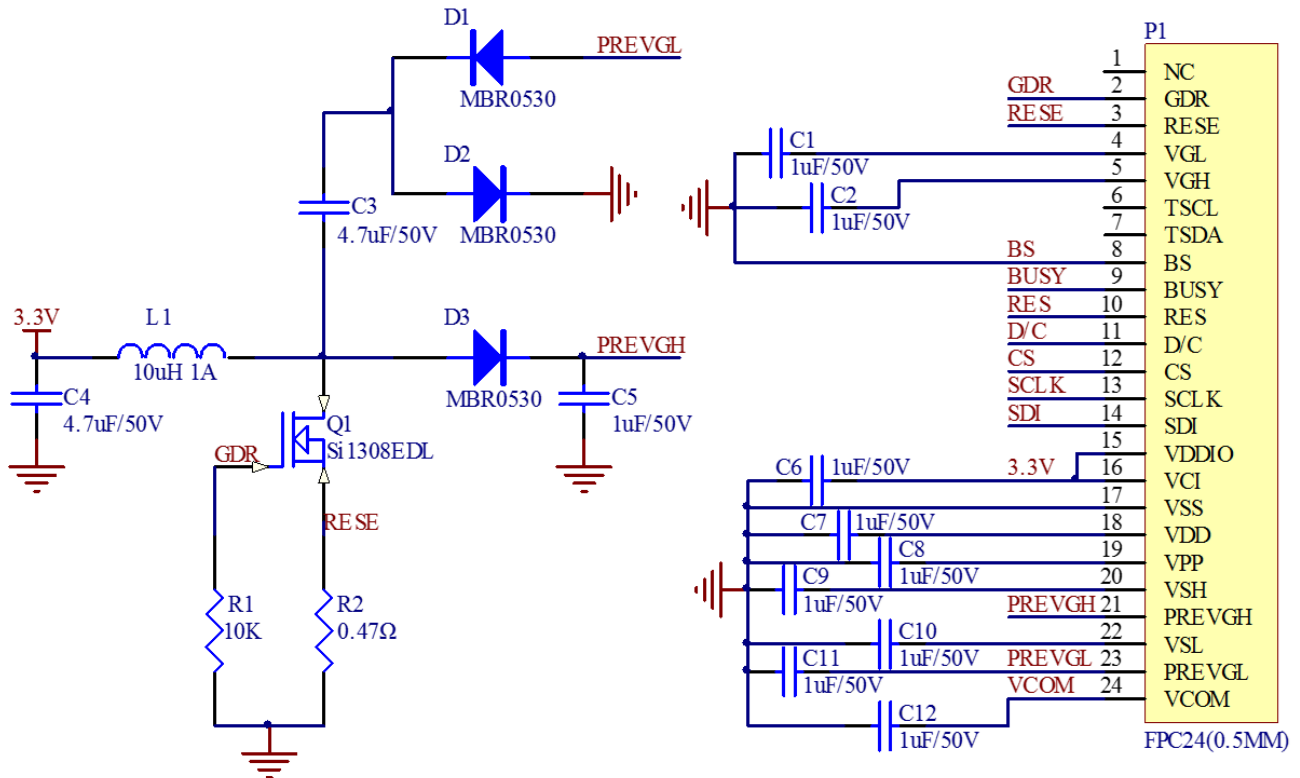 D1
PREVGL
MBR0530
D2
MBR0530
C3
4.7uF/50V
3.3V
L1
10uH 1A
D3
PREVGH
MBR0530
C4
4.7uF/50V
C5
1uF/50V
Q1
Si1308EDL
GDR
RESE
R1
10K
R2
0.47Ω
P1
1 NC
GDR 2 GDR
RESE 3 RESE
C1
1uF/50V
4 VGL
C2
1uF/50V
5 VGH
6 TSCL
7 TSDA
BS 8 BS
BUSY 9 BUSY
RES 10 RES
D/C 11 D/C
CS 12 CS
SCLK 13 SCLK
SDI 14 SDI
15 VDDIO
C6 1uF/50V 3.3V 16 VCI
17 VSS
C7 1uF/50V 18 VDD
C8
1uF/50V
19 VPP
C9
1uF/50V
20 VSH
PREVGH 21 PREVGH
C10
1uF/50V
22 VSL
C11
1uF/50V
PREVGL 23 PREVGL
VCOM 24 VCOM
C12
1uF/50V
FPC24(0.5MM)